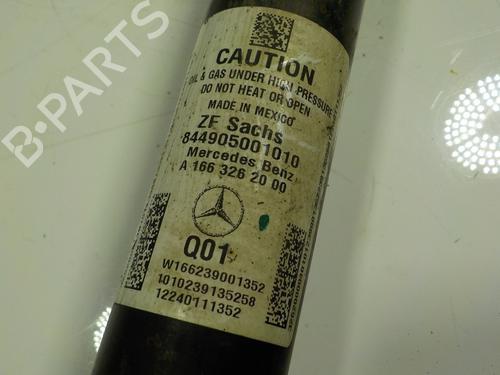 B-PARTS
CAUTION
OIL & GAS UNDER HIGH PRESSURE
DO NOT HEAT OR OPEN
MADE IN MEXICO
ZF Sachs
844905001010
Mercedes Benz
A 166 326 20 00
Q01
W166239001352
1010239135258
12240111352